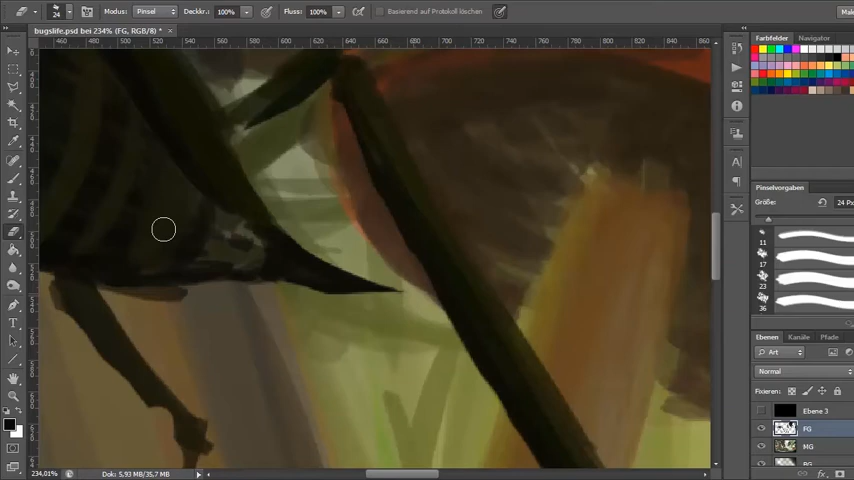 24 Modus: Pinsel Deckkr.: 100% Fluss: 100% Basierend auf Protokoll löschen
bugslife.psd bei 234% (FG, RGB/8) * ×
460 480 500 520 540 560 580 600 620 640 660 680 700 720 740 760 780 800 820 840 860
Farbfelder Navigator
Pinselvorgaben
Größe: 24 Px
11
17
23
36
Ebenen Kanäle Pfade
Art
Normal
Fixieren:
Ebene 3
FG
MG
BG
234,01% Dok: 5,93 MB/35,7 MB